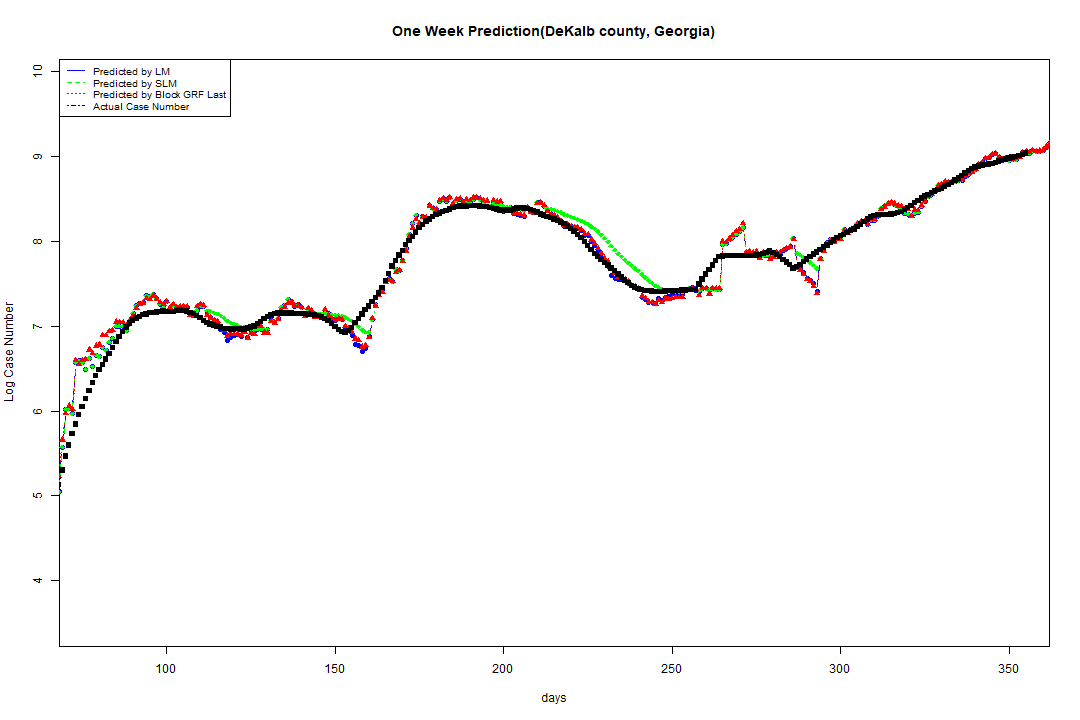 One Week Prediction(DeKalb county, Georgia)
Predicted by LM
Predicted by SLM
Predicted by Block GRF Last
Actual Case Number
10
9
8
7
6
5
4
Log Case Number
100 150 200 250 300 350
days